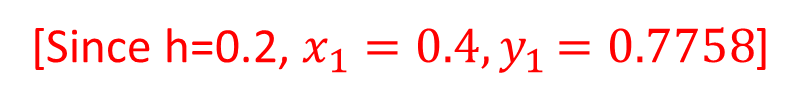 [Since h=0.2, x₁ = 0.4, y₁ = 0.7758]